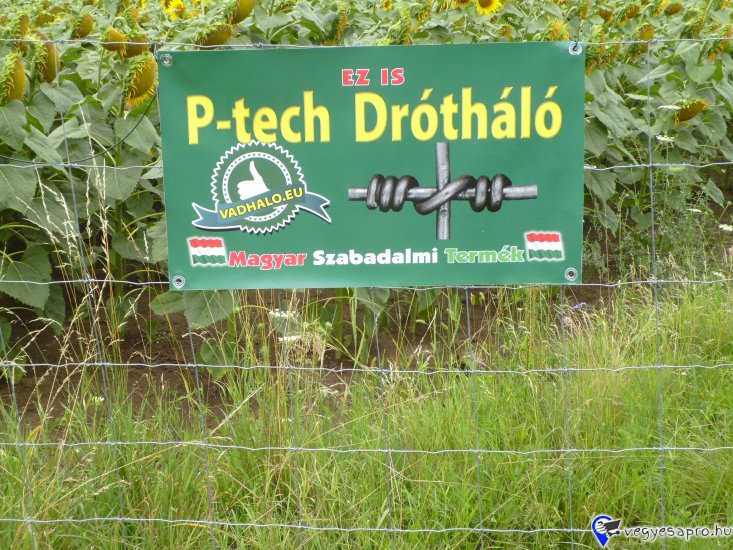 EZ IS
P-tech Drótháló
VADHALO.EU
Magyar Szabadalmi Termék
vegyesapro.hu